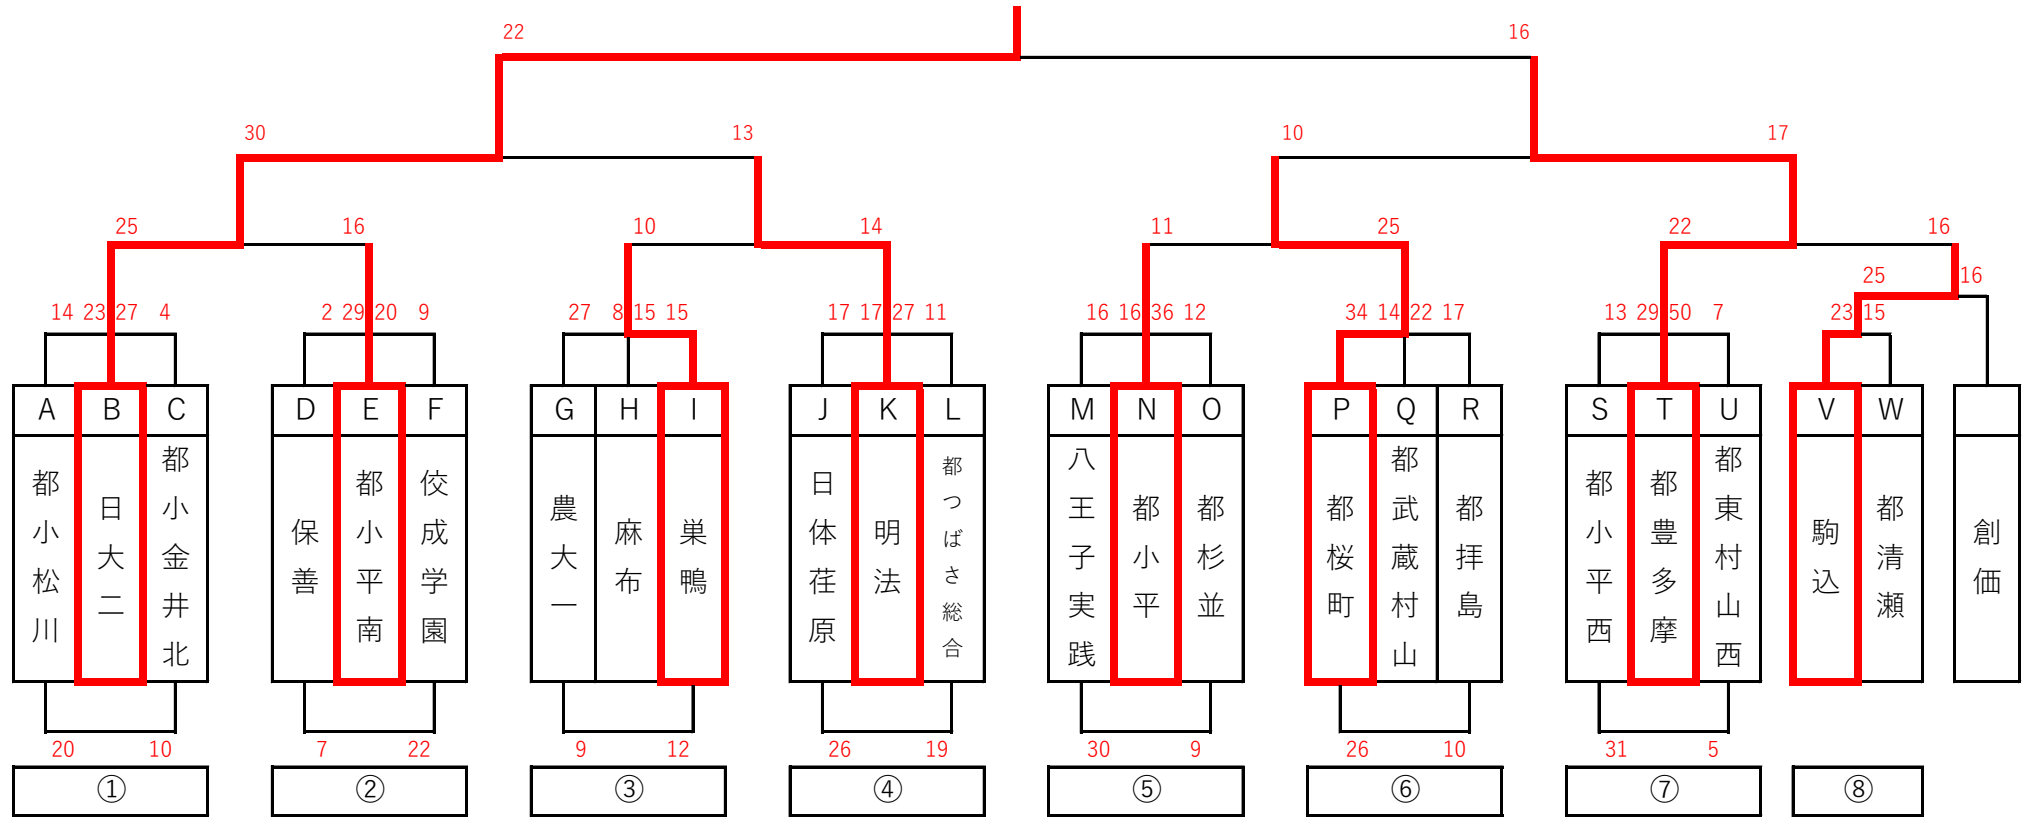 22 16
30 13 10 17
25 16 10 14 11 25 22 16
25 16
14 23 27 4 2 29 20 9 27 8 15 15 17 17 27 11 16 16 36 12 34 14 22 17 13 29 50 7 23 15
A B C D E F G H I J K L M N O P Q R S T U V W
都小松川
日大二
都小金井北
保善
都小平南
佼成学園
農大一
麻布
巣鴨
日体荏原
明法
都つばさ総合
八王子実践
都小平
都杉並
都桜町
都武蔵村山
都拝島
都小平西
都豊多摩
都東村山西
駒込
都清瀬
創価
20 10 7 22 9 12 26 19 30 9 26 10 31 5
① ② ③ ④ ⑤ ⑥ ⑦ ⑧